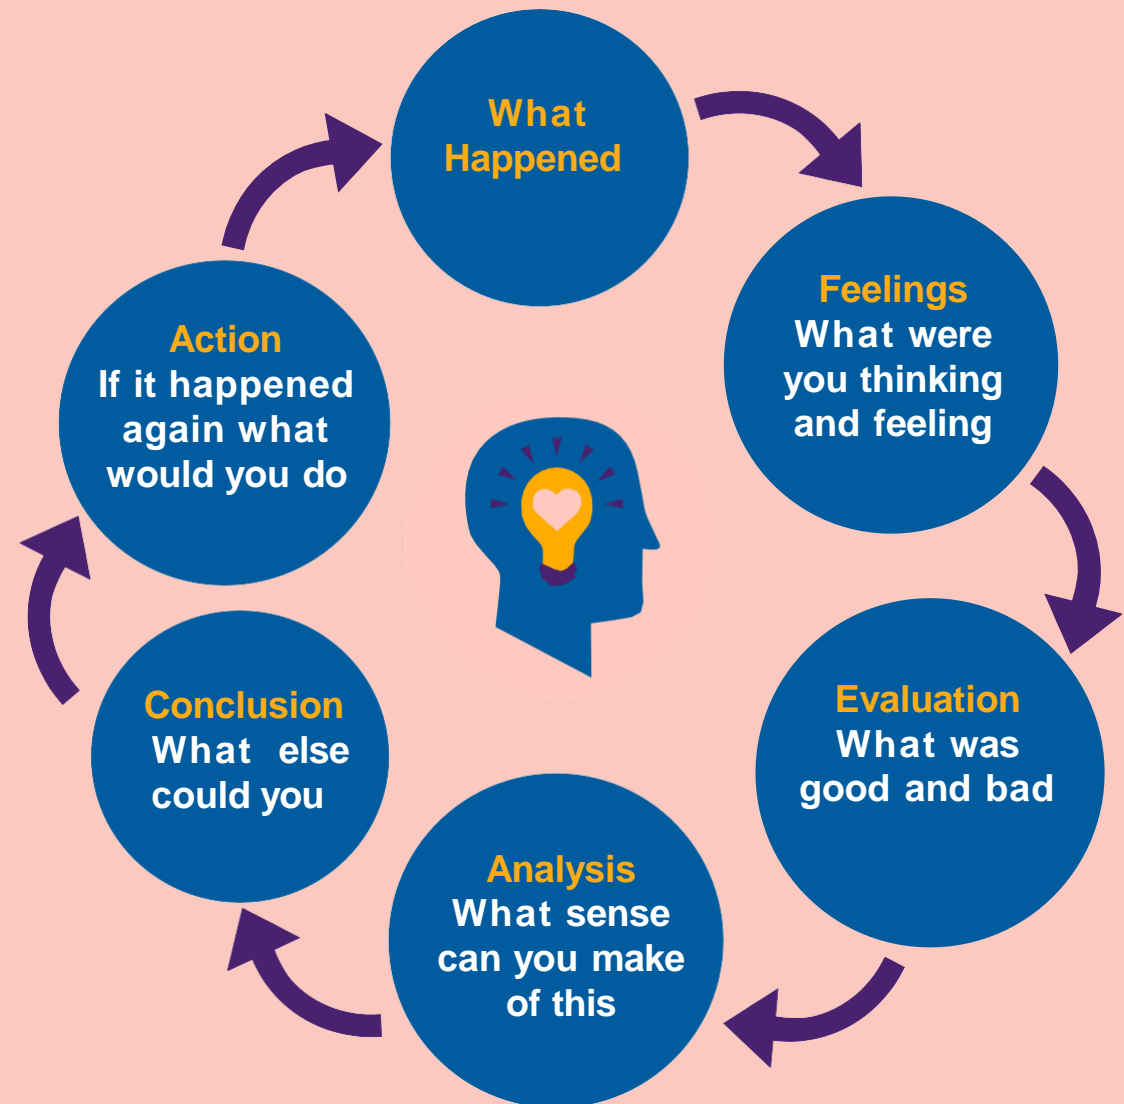 What
Happened
Feelings
What were
you thinking
and feeling
Evaluation
What was
good and bad
Analysis
What sense
can you make
of this
Conclusion
What else
could you
Action
If it happened
again what
would you do